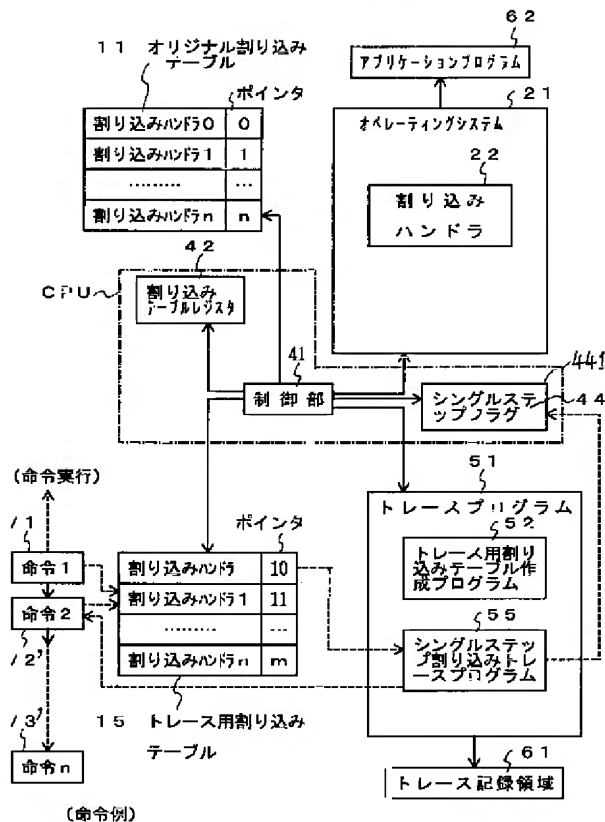 11 オリジナル割り込み
テーブル
ポインタ
割り込みハンドラ0 0
割り込みハンドラ1 1
……… …
割り込みハンドラn n
62
アプリケーションプログラム
21
オペレーティングシステム
22
割り込み
ハンドラ
CPU
42
割り込み
テーブルレジスタ
41
制御部
441
シングルステ
ップフラグ
44
(命令実行)
71
命令1
命令2
72'
73'
命令n
(命令例)
ポインタ
割り込みハンドラ 10
割り込みハンドラ1 11
……… …
割り込みハンドラn m
15 トレース用割り込み
テーブル
51
トレースプログラム
52
トレース用割り
込みテーブル作
成プログラム
55
シングルステッ
プ割り込みトレ
ースプログラム
61
トレース記録領域